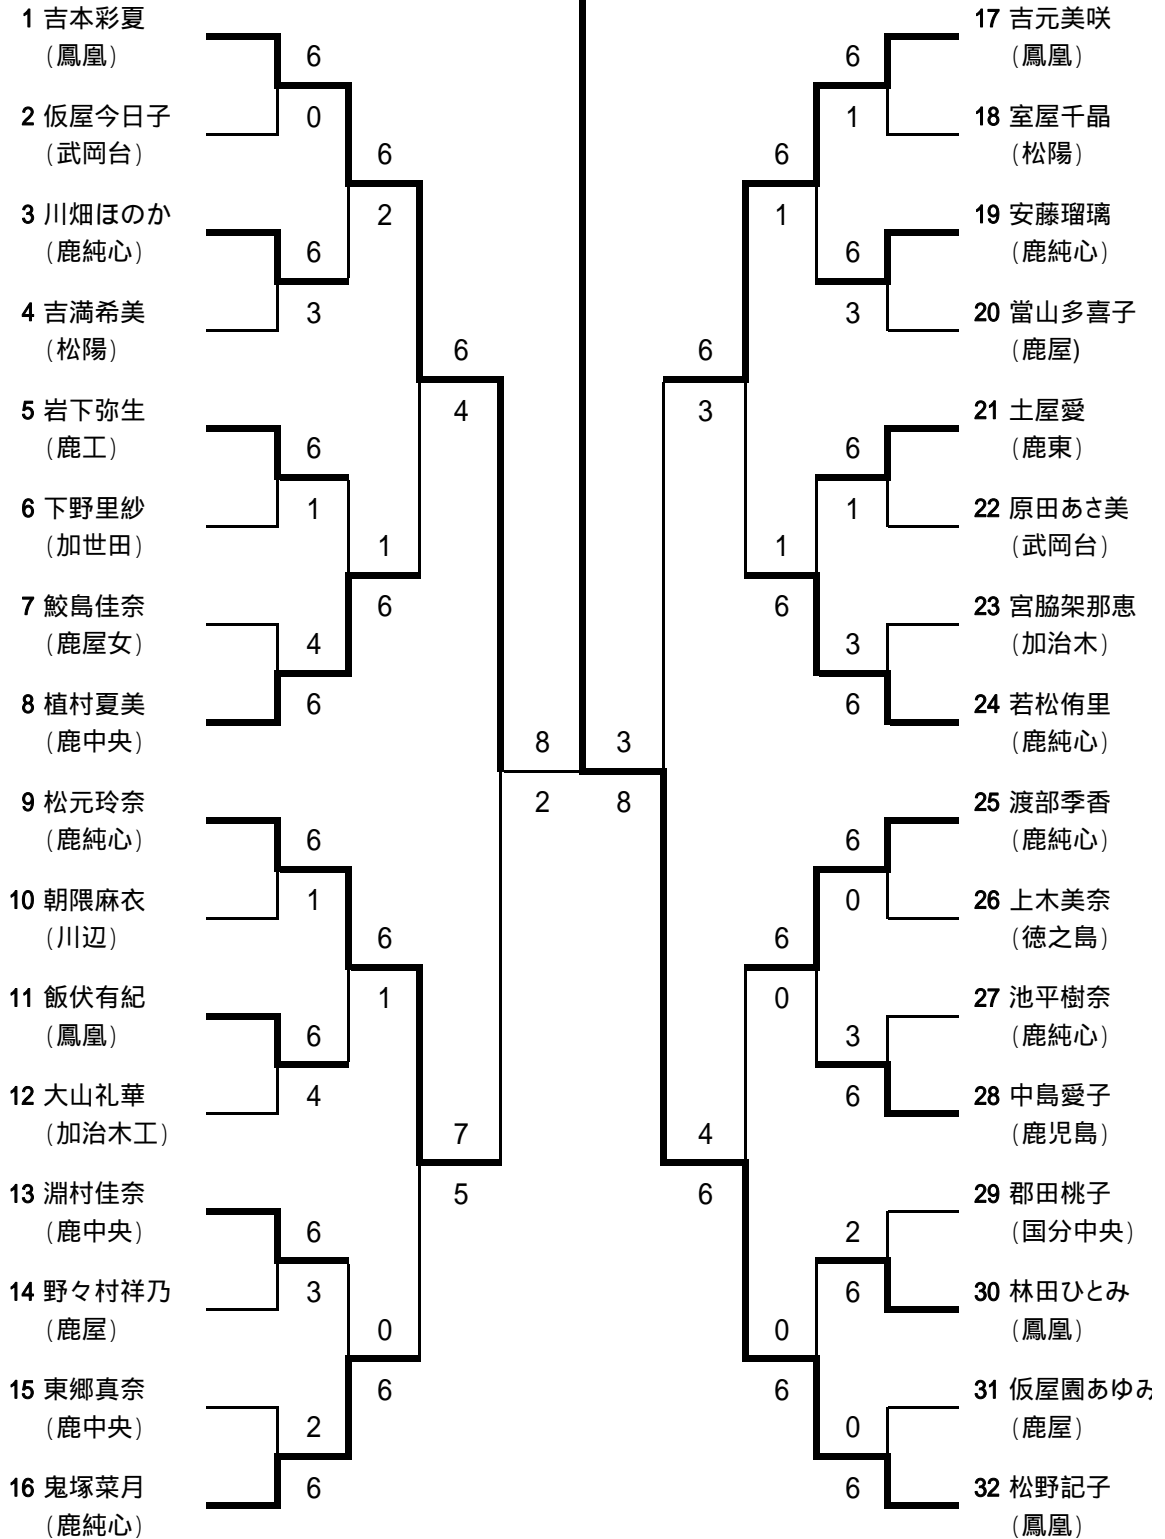 1 吉本彩夏
(鳳凰)
6
2 仮屋今日子
(武岡台)
0
6
3 川畑ほのか
(鹿純心)
2
6
4 吉満希美
(松陽)
3
6
5 岩下弥生
(鹿工)
4
6
6 下野里紗
(加世田)
1
1
7 鮫島佳奈
(鹿屋女)
6
4
8 植村夏美
(鹿中央)
6
8
9 松元玲奈
(鹿純心)
2
6
10 朝隈麻衣
(川辺)
1
6
11 飯伏有紀
(鳳凰)
1
6
12 大山礼華
(加治木工)
4
7
13 淵村佳奈
(鹿中央)
5
6
14 野々村祥乃
(鹿屋)
3
0
15 東郷真奈
(鹿中央)
6
2
16 鬼塚菜月
(鹿純心)
6
17 吉元美咲
(鳳凰)
6
18 室屋千晶
(松陽)
1
6
19 安藤瑠璃
(鹿純心)
1
6
20 當山多喜子
(鹿屋)
3
6
21 土屋愛
(鹿東)
3
6
22 原田あさ美
(武岡台)
1
1
23 宮脇架那恵
(加治木)
6
3
24 若松侑里
(鹿純心)
6
3
25 渡部季香
(鹿純心)
8
6
26 上木美奈
(徳之島)
0
6
27 池平樹奈
(鹿純心)
0
3
28 中島愛子
(鹿児島)
6
4
29 郡田桃子
(国分中央)
6
2
30 林田ひとみ
(鳳凰)
6
0
31 仮屋園あゆみ
(鹿屋)
6
0
32 松野記子
(鳳凰)
6